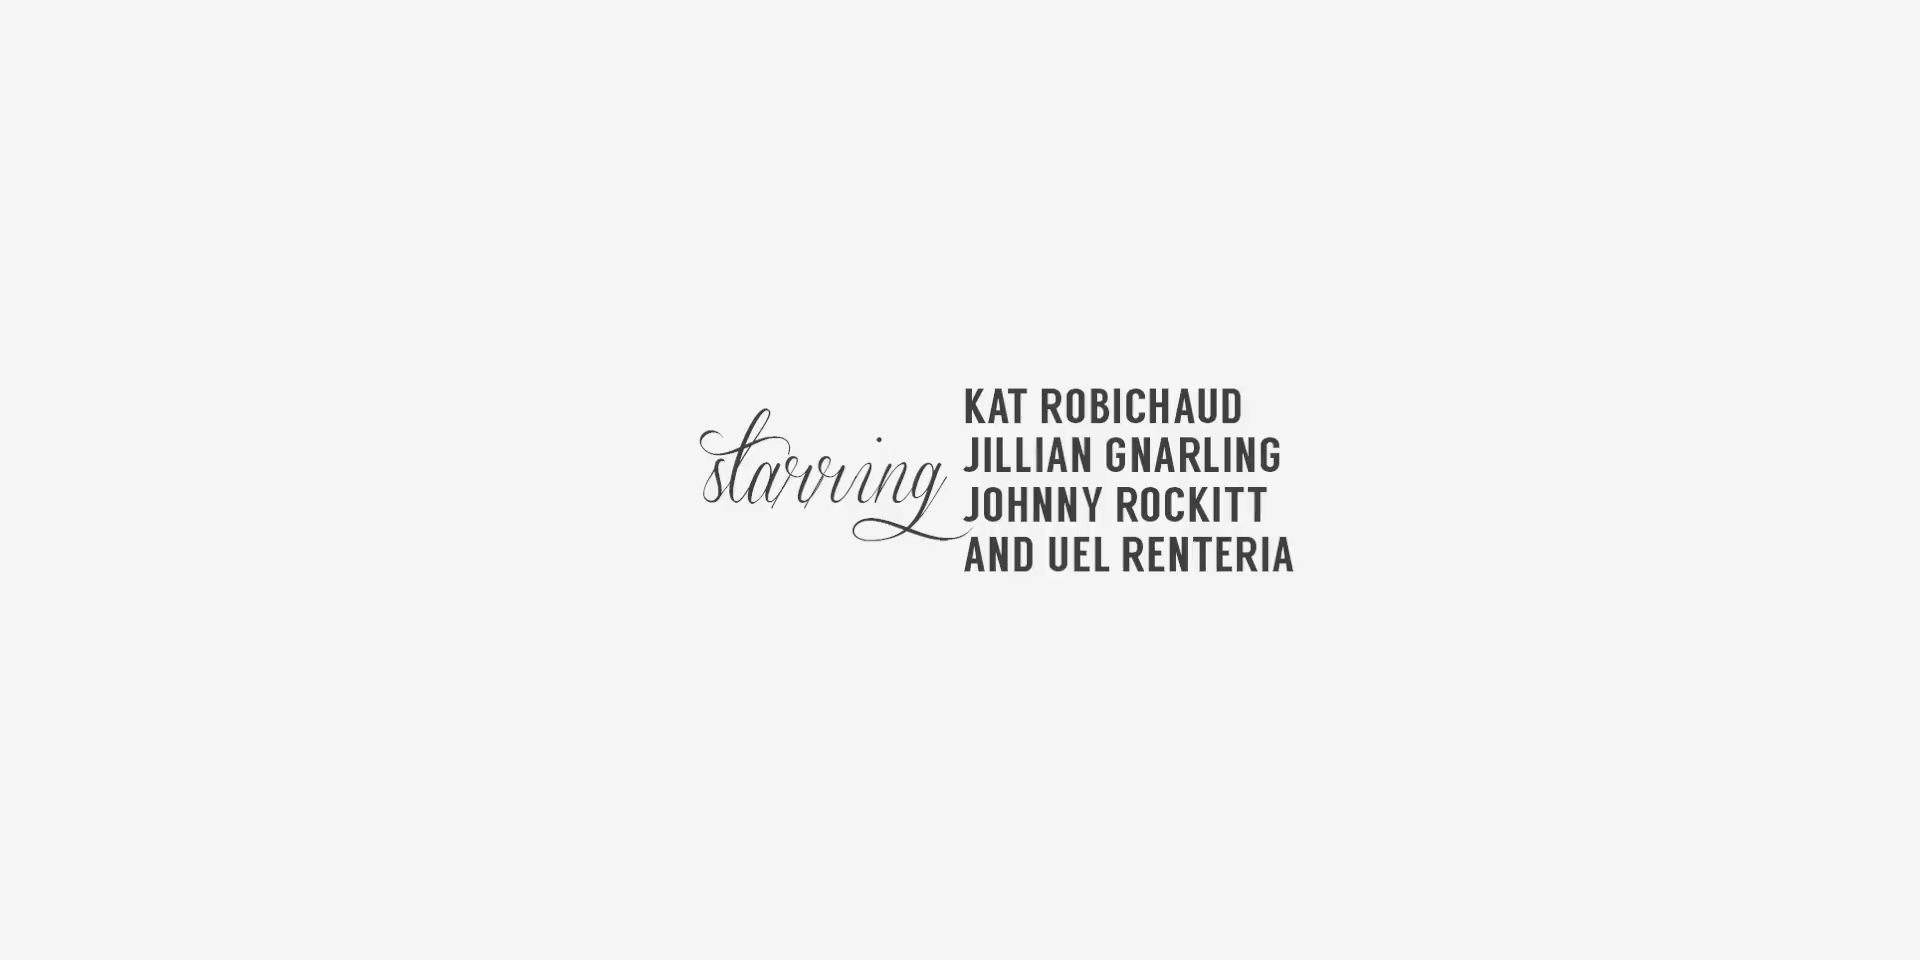 starring
KAT ROBICHAUD
JILLIAN GNARLING
JOHNNY ROCKITT
AND UEL RENTERIA